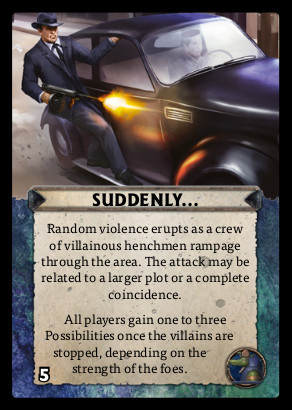 SUDDENLY...
Random violence erupts as a crew
of villainous henchmen rampage
through the area. The attack may be
related to a larger plot or a complete
coincidence.
All players gain one to three
Possibilities once the villains are
stopped, depending on the
strength of the foes.
5